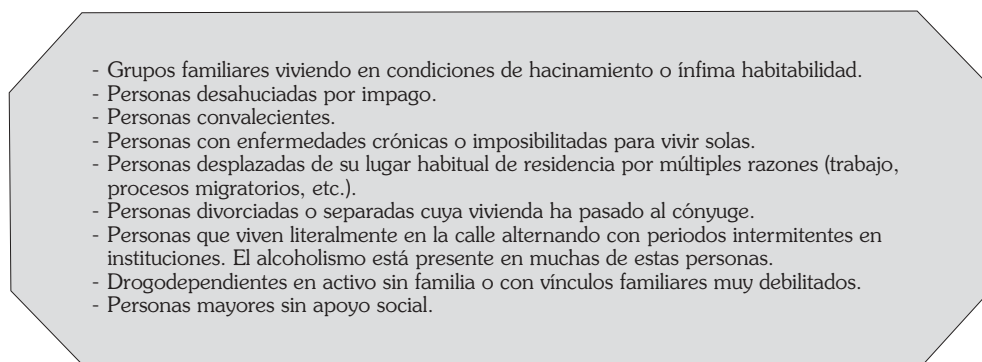 - Grupos familiares viviendo en condiciones de hacinamiento o ínfima habitabilidad.
- Personas desahuciadas por impago.
- Personas convalecientes.
- Personas con enfermedades crónicas o imposibilitadas para vivir solas.
- Personas desplazadas de su lugar habitual de residencia por múltiples razones (trabajo,
procesos migratorios, etc.).
- Personas divorciadas o separadas cuya vivienda ha pasado al cónyuge.
- Personas que viven literalmente en la calle alternando con periodos intermitentes en
instituciones. El alcoholismo está presente en muchas de estas personas.
- Drogodependientes en activo sin familia o con vínculos familiares muy debilitados.
- Personas mayores sin apoyo social.